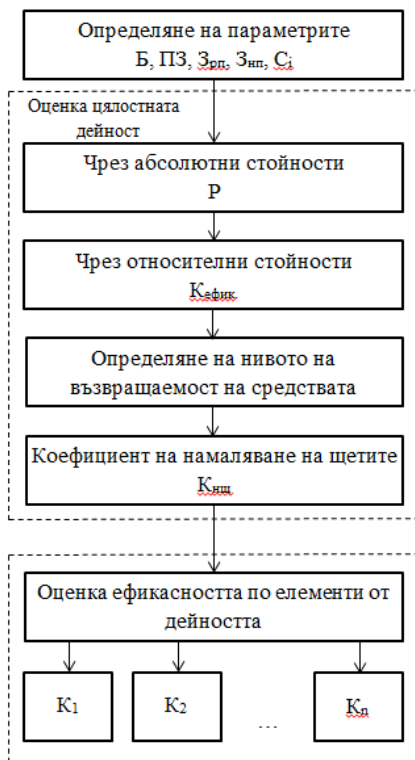 Определяне на параметрите
Б, ПЗ, Зрп, Знп, Сi
Оценка цялостната
дейност
Чрез абсолютни стойности
Р
Чрез относителни стойности
Кефик.
Определяне на нивото на
възвращаемост на средствата
Коефициент на намаляване на щетите
Кнщ
Оценка ефикасността по елементи от
дейността
К1 К2 ... Кn